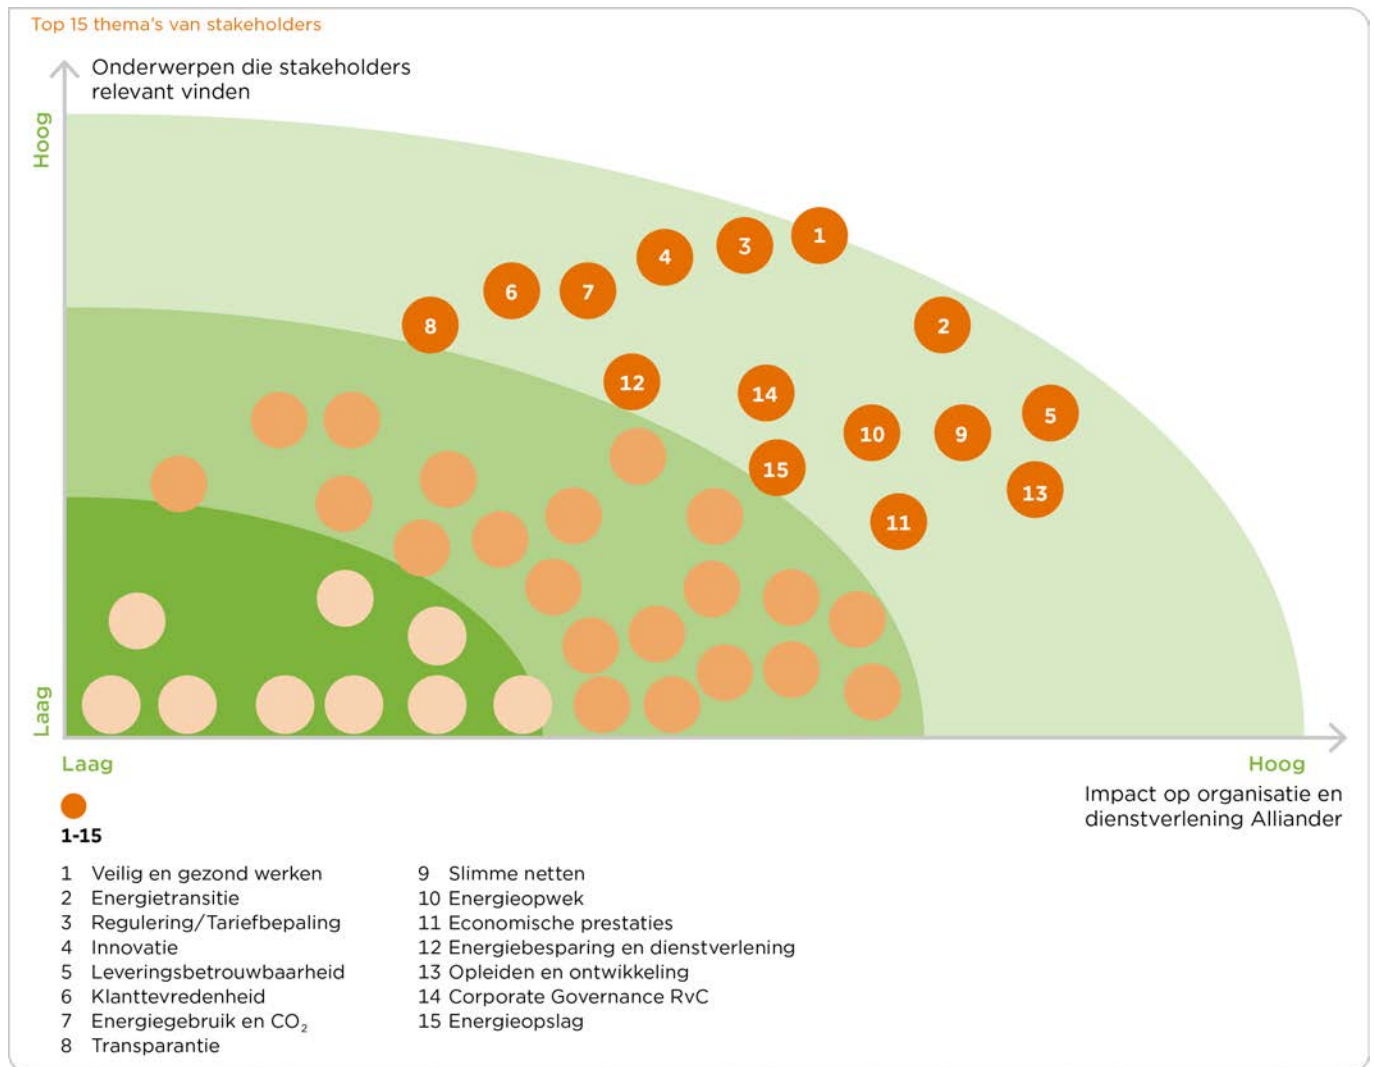 Top 15 thema's van stakeholders
Onderwerpen die stakeholders
relevant vinden
Hoog
1
3
4
6
7
8
2
12
14
5
10
9
15
13
11
Laag
Laag
Hoog
Impact op organisatie en
dienstverlening Alliander
1-15
1 Veilig en gezond werken
2 Energietransitie
3 Regulering/Tariefbepaling
4 Innovatie
5 Leveringsbetrouwbaarheid
6 Klanttevredenheid
7 Energiegebruik en CO₂
8 Transparantie
9 Slimme netten
10 Energieopwek
11 Economische prestaties
12 Energiebesparing en dienstverlening
13 Opleiden en ontwikkeling
14 Corporate Governance RvC
15 Energieopslag